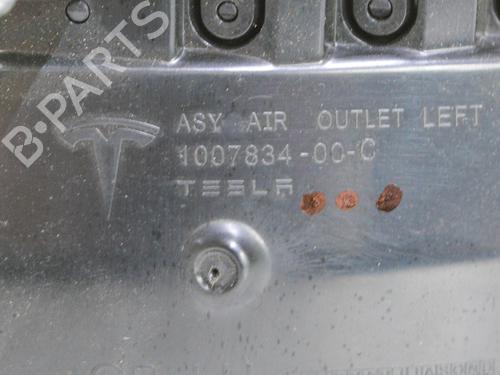 B-PARTS
ASY AIR OUTLET LEFT
1007834-00-C
TESLA